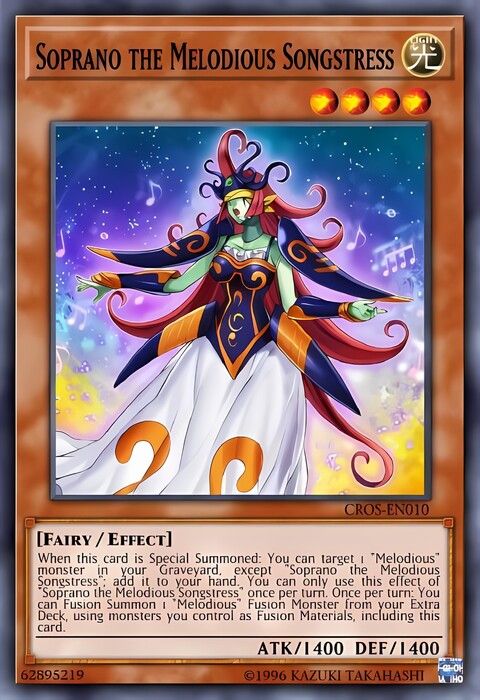 Soprano the Melodious Songstress
LIGHT
光
CROS-EN010
[Fairy / Effect]
When this card is Special Summoned: You can target 1 "Melodious"
monster in your Graveyard, except "Soprano the Melodious
Songstress"; add it to your hand. You can only use this effect of
"Soprano the Melodious Songstress" once per turn. Once per turn: You
can Fusion Summon 1 "Melodious" Fusion Monster from your Extra
Deck, using monsters you control as Fusion Materials, including this
card.
ATK/1400 DEF/1400
62895219
©1996 KAZUKI TAKAHASHI